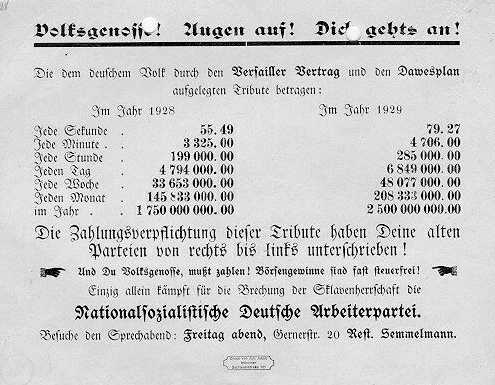 Volksgenosse! Augen auf! Dich gehts an!
Die dem deutschem Volk durch den Versailler Vertrag und den Dawesplan
aufgelegten Tribute betragen:
Im Jahr 1928 Im Jahr 1929
Jede Sekunde . 55.49 79.27
Jede Minute . . 3 325.00 4 706.00
Jede Stunde . 199 000.00 285 000.00
Jeden Tag . 4 794 000.00 6 849 000.00
Jede Woche . 33 653 000.00 48 077 000.00
Jeden Monat . 145 833 000.00 208 333 000.00
im Jahr . . 1 750 000 000.00 2 500 000 000.00
Die Zahlungsverpflichtung dieser Tribute haben Deine alten
Parteien von rechts bis links unterschrieben!
Und Du Volksgenosse, mußt zahlen! Börsengewinne sind fast steuerfrei!
Einzig allein kämpft für die Brechung der Sklavenherrschaft die
Nationalsozialistische Deutsche Arbeiterpartei.
Besuche den Sprechabend: Freitag abend, Gernerstr. 20 Rest. Semmelmann.